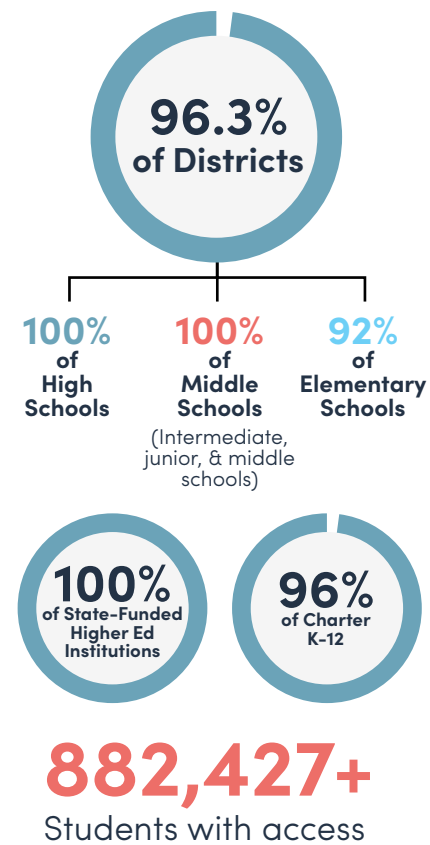 96.3%
of Districts
100%
of
High
Schools
100%
of
Middle
Schools
(Intermediate,
junior, & middle
schools)
92%
of
Elementary
Schools
100%
of State-Funded
Higher Ed
Institutions
96%
of Charter
K-12
882,427+
Students with access